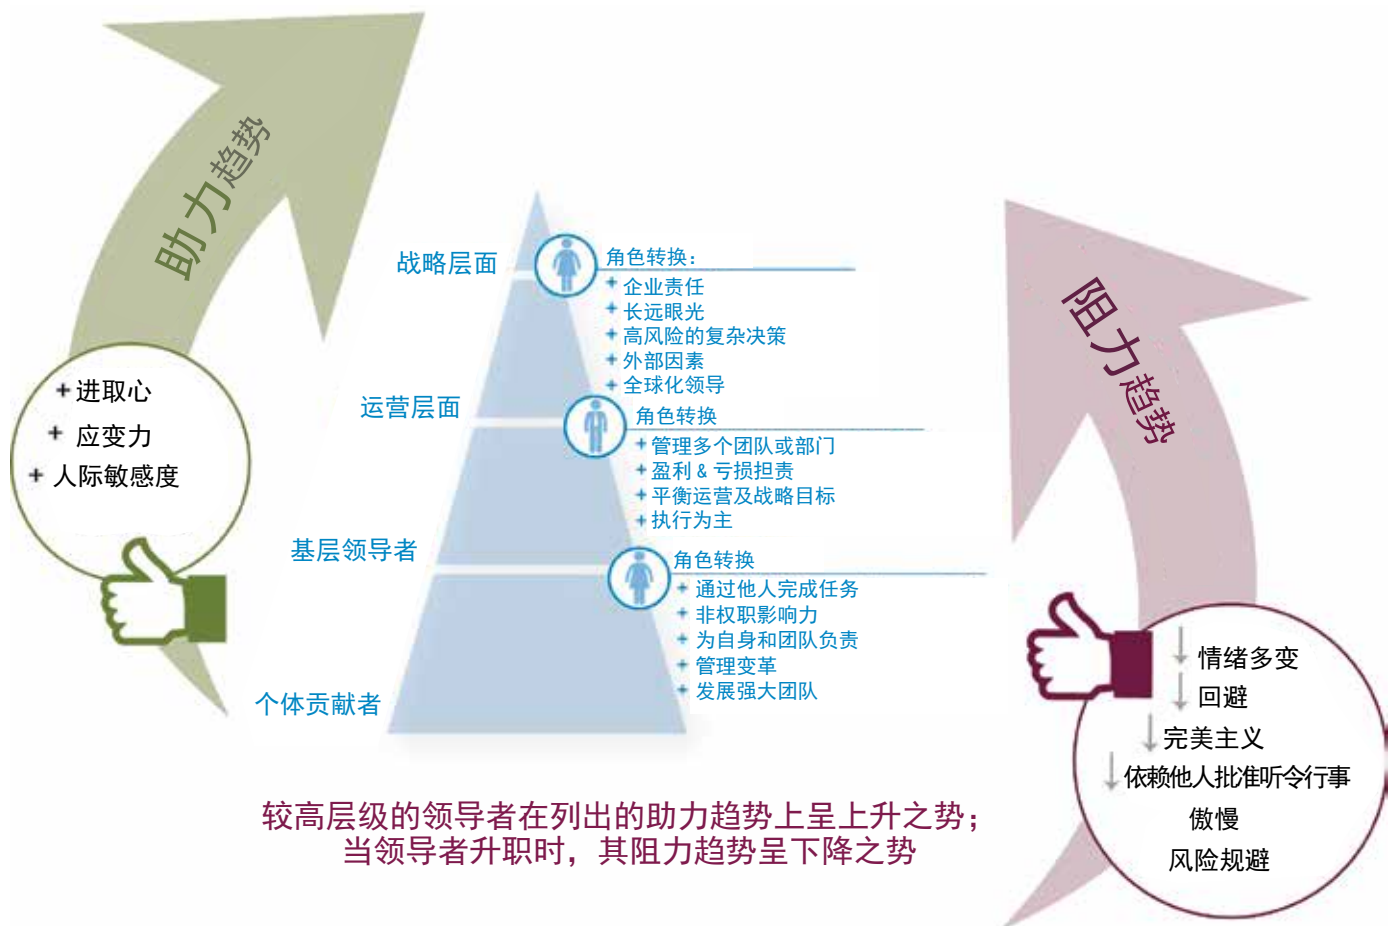 助力趋势
+ 进取心
+ 应变力
+ 人际敏感度
战略层面
角色转换：
+ 企业责任
+ 长远眼光
+ 高风险的复杂决策
+ 外部因素
+ 全球化领导
运营层面
角色转换
+ 管理多个团队或部门
+ 盈利 & 亏损担责
+ 平衡运营及战略目标
+ 执行为主
基层领导者
角色转换
+ 通过他人完成任务
+ 非权职影响力
+ 为自身和团队负责
+ 管理变革
+ 发展强大团队
个体贡献者
阻力趋势
↓ 情绪多变
↓ 回避
↓ 完美主义
↓ 依赖他人批准听令行事
傲慢
风险规避
较高层级的领导者在列出的助力趋势上呈上升之势；
当领导者升职时，其阻力趋势呈下降之势